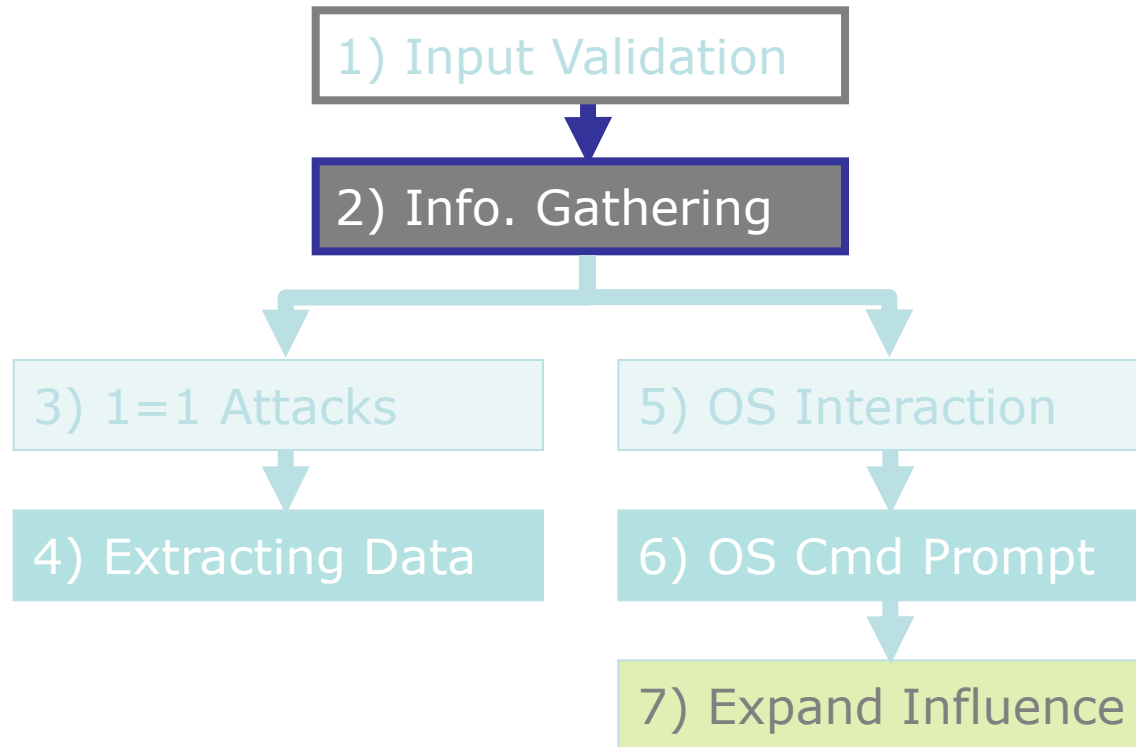 1) Input Validation
2) Info. Gathering
3) 1=1 Attacks
5) OS Interaction
4) Extracting Data
6) OS Cmd Prompt
7) Expand Influence